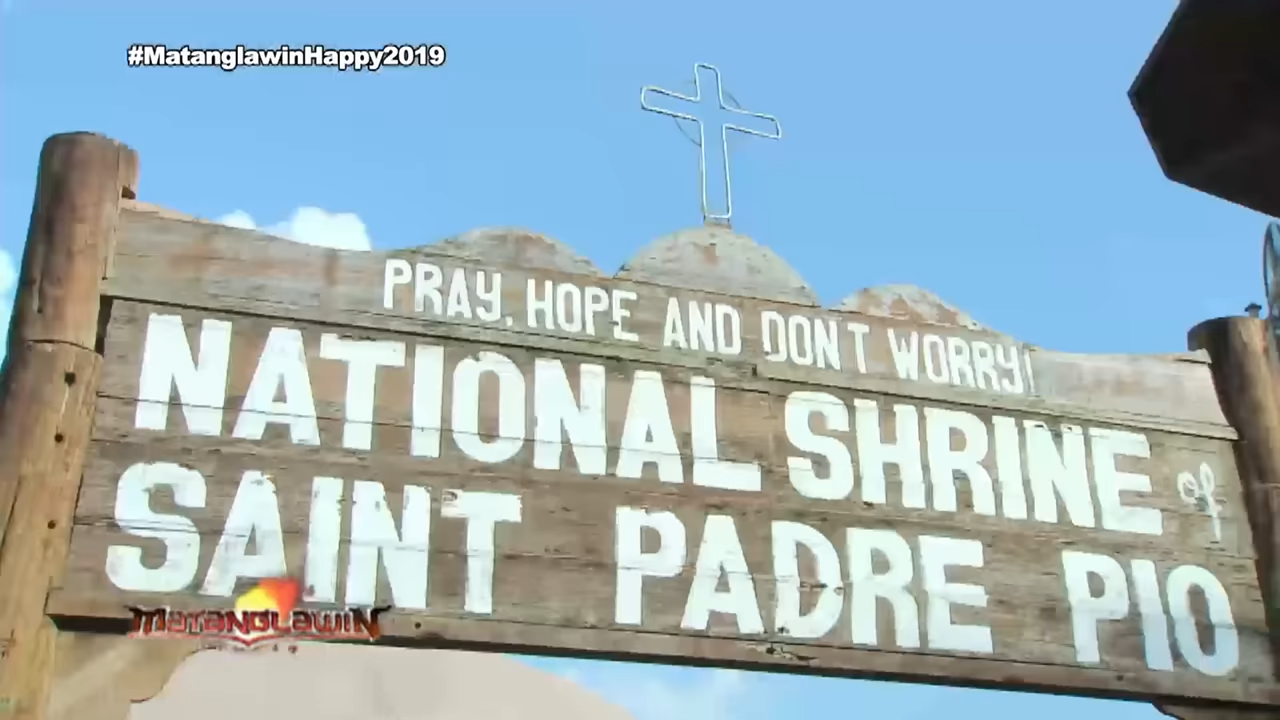 #MatanglawinHappy2019
PRAY, HOPE AND DON'T WORRY!
NATIONAL SHRINE of
SAINT PADRE PIO
MATANGLAWIN